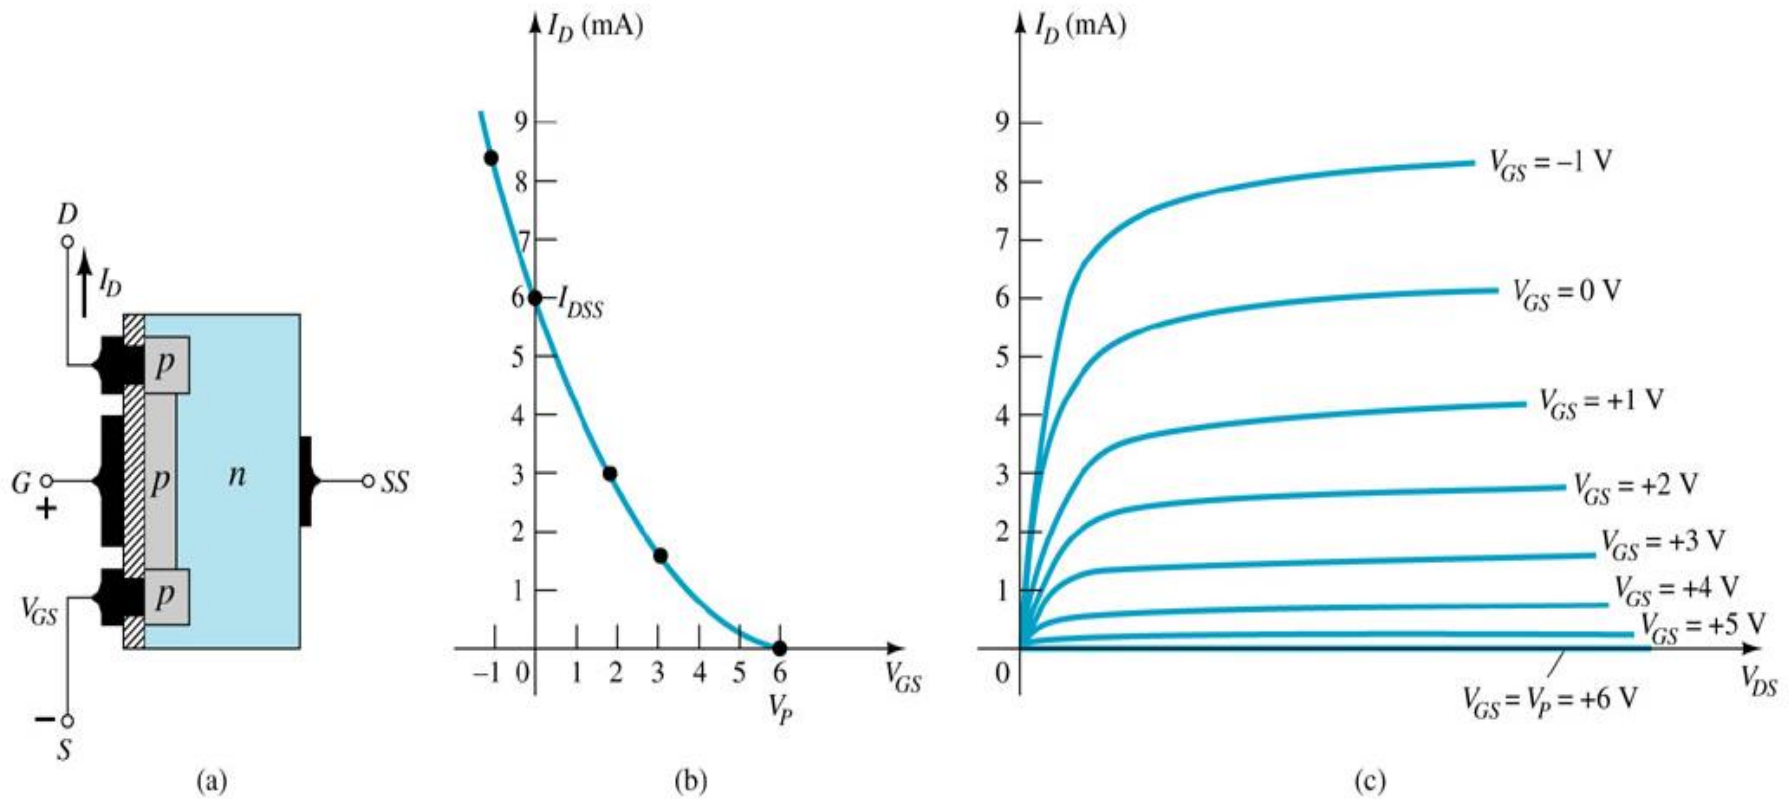 D
I_D
p
p
n
G
+
SS
p
V_GS
−
S
(a)
I_D (mA)
9
8
7
6
I_DSS
5
4
3
2
1
−1 0 1 2 3 4 5 6
V_GS
V_P
(b)
I_D (mA)
9
8
7
6
5
4
3
2
1
0
V_GS = −1 V
V_GS = 0 V
V_GS = +1 V
V_GS = +2 V
V_GS = +3 V
V_GS = +4 V
V_GS = +5 V
V_DS
V_GS = V_P = +6 V
(c)